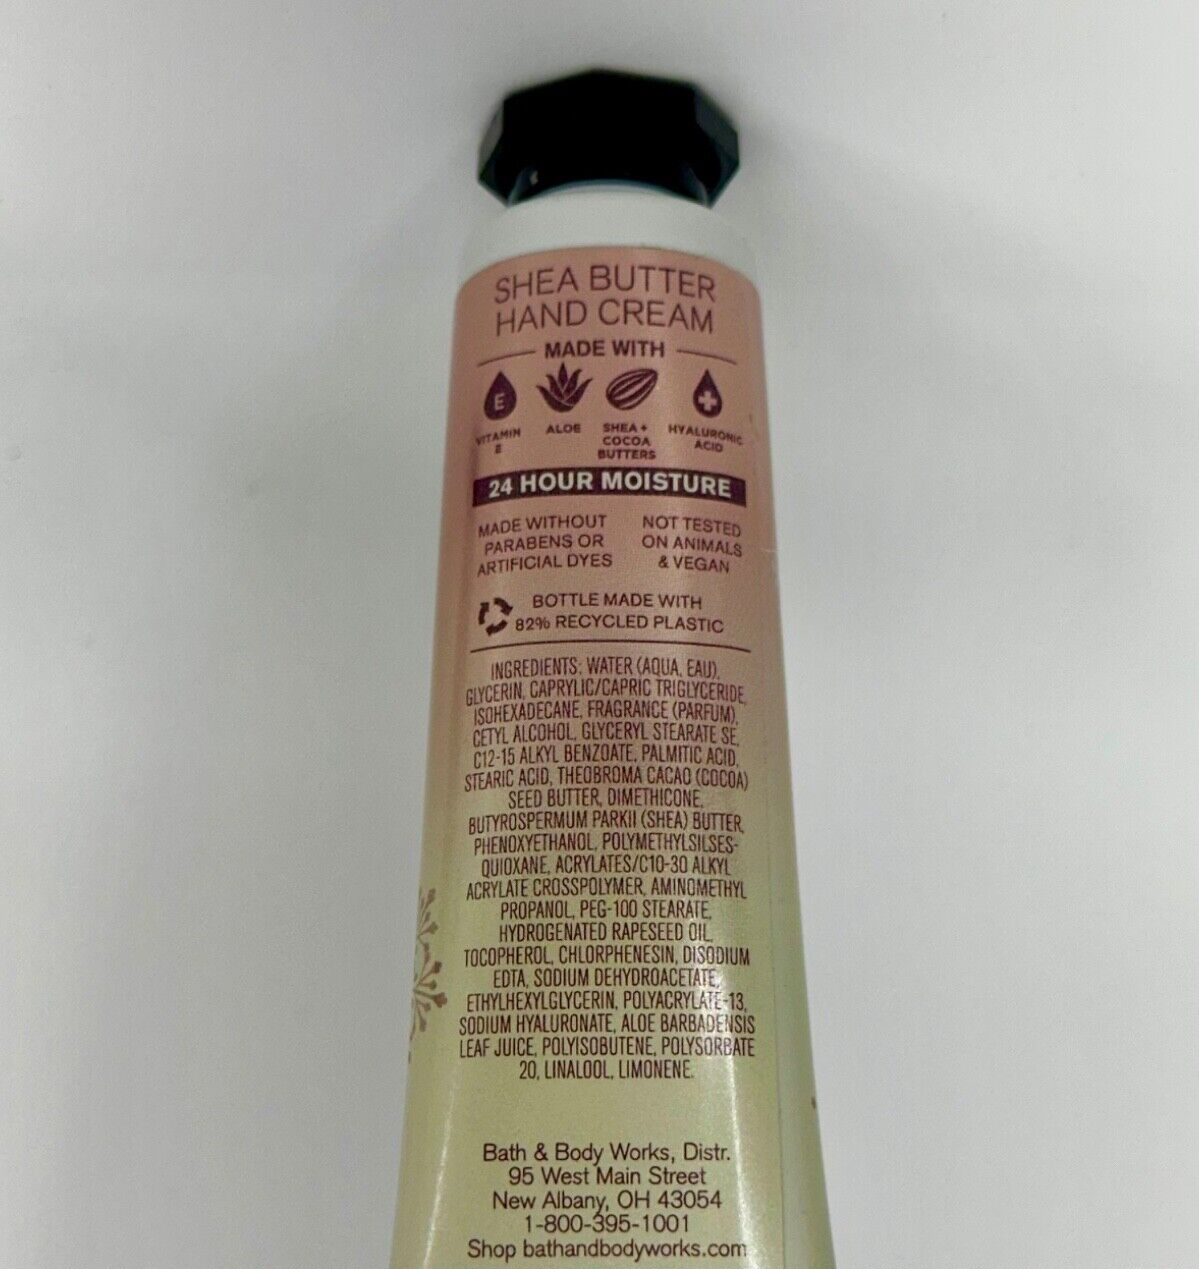 SHEA BUTTER
HAND CREAM
MADE WITH
E
VITAMIN
E
ALOE
SHEA +
COCOA
BUTTERS
HYALURONIC
ACID
24 HOUR MOISTURE
MADE WITHOUT
PARABENS OR
ARTIFICIAL DYES
NOT TESTED
ON ANIMALS
& VEGAN
BOTTLE MADE WITH
82% RECYCLED PLASTIC
INGREDIENTS: WATER (AQUA, EAU),
GLYCERIN, CAPRYLIC/CAPRIC TRIGLYCERIDE,
ISOHEXADECANE, FRAGRANCE (PARFUM),
CETYL ALCOHOL, GLYCERYL STEARATE SE,
C12-15 ALKYL BENZOATE, PALMITIC ACID,
STEARIC ACID, THEOBROMA CACAO (COCOA)
SEED BUTTER, DIMETHICONE,
BUTYROSPERMUM PARKII (SHEA) BUTTER,
PHENOXYETHANOL, POLYMETHYLSILSES-
QUIOXANE, ACRYLATES/C10-30 ALKYL
ACRYLATE CROSSPOLYMER, AMINOMETHYL
PROPANOL, PEG-100 STEARATE,
HYDROGENATED RAPESEED OIL,
TOCOPHEROL, CHLORPHENESIN, DISODIUM
EDTA, SODIUM DEHYDROACETATE,
ETHYLHEXYLGLYCERIN, POLYACRYLATE-13,
SODIUM HYALURONATE, ALOE BARBADENSIS
LEAF JUICE, POLYISOBUTENE, POLYSORBATE
20, LINALOOL, LIMONENE.
Bath & Body Works, Distr.
95 West Main Street
New Albany, OH 43054
1-800-395-1001
Shop bathandbodyworks.com